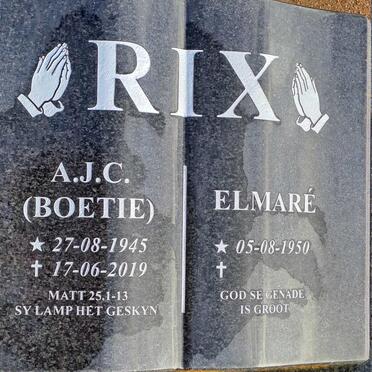 RIX
A.J.C.
(BOETIE)
★ 27-08-1945
✝ 17-06-2019
MATT 25.1-13
SY LAMP HET GESKYN
ELMARÉ
★ 05-08-1950
✝
GOD SE GENADE
IS GROOT